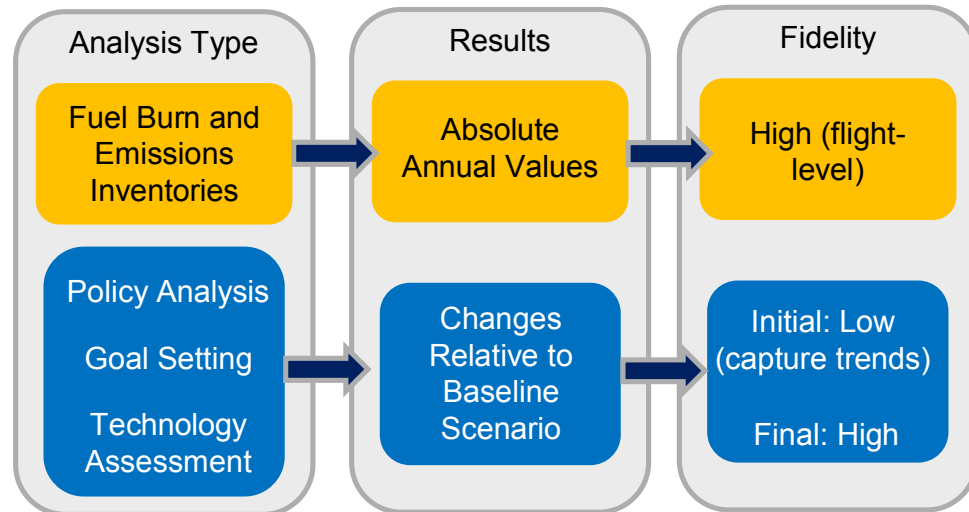 Analysis Type
Fuel Burn and
Emissions
Inventories
Policy Analysis
Goal Setting
Technology
Assessment
Results
Absolute
Annual Values
Changes
Relative to
Baseline
Scenario
Fidelity
High (flight-
level)
Initial: Low
(capture trends)
Final: High